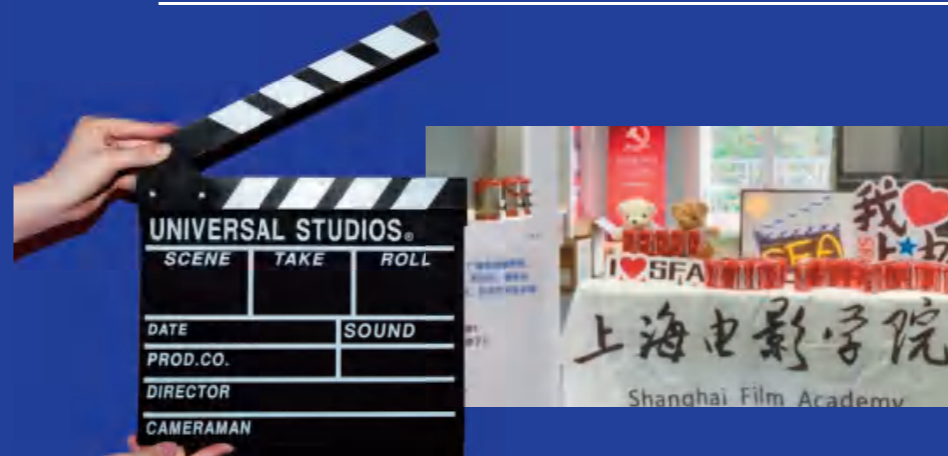 UNIVERSAL STUDIOS®
SCENE TAKE ROLL
DATE SOUND
PROD.CO.
DIRECTOR
CAMERAMAN
SFA
我
上
I ❤ SFA
上海电影学院
Shanghai Film Academy